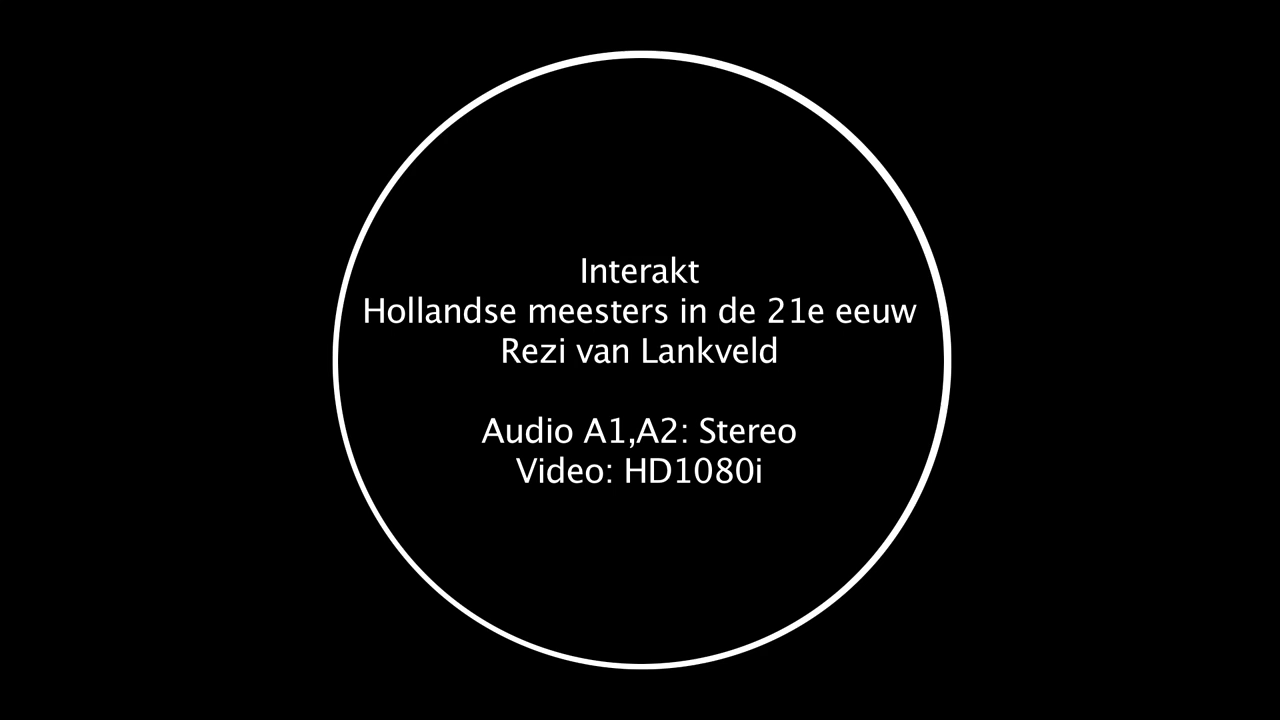 Interakt
Hollandse meesters in de 21e eeuw
Rezi van Lankveld
Audio A1,A2: Stereo
Video: HD1080i